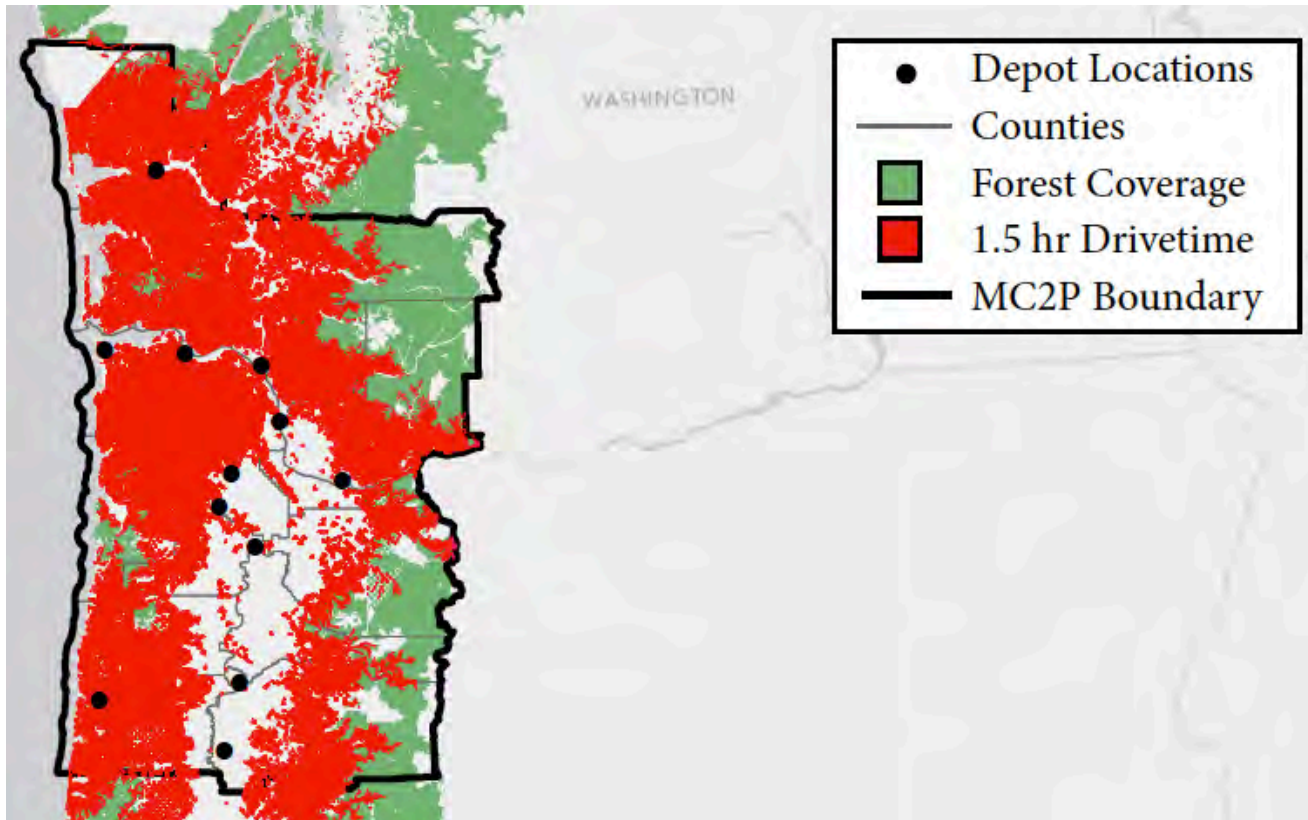 WASHINGTON
Depot Locations
Counties
Forest Coverage
1.5 hr Drivetime
MC2P Boundary